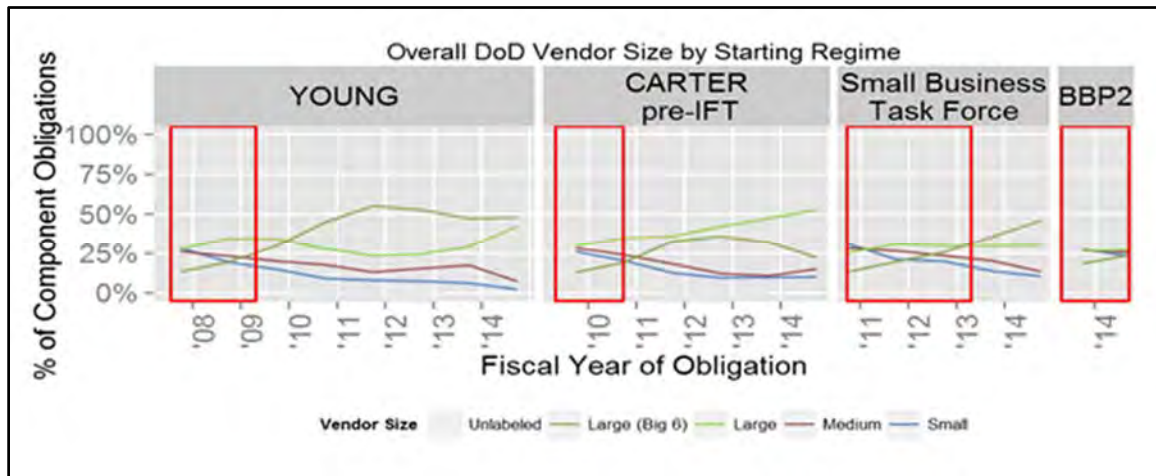 Overall DoD Vendor Size by Starting Regime
YOUNG
CARTER
pre-IFT
Small Business
Task Force
BBP2
% of Component Obligations
100%
75%
50%
25%
0%
'08 '09 '10 '11 '12 '13 '14
'10 '11 '12 '13 '14
'11 '12 '13 '14
'14
Fiscal Year of Obligation
Vendor Size Unlabeled Large (Big 6) Large Medium Small